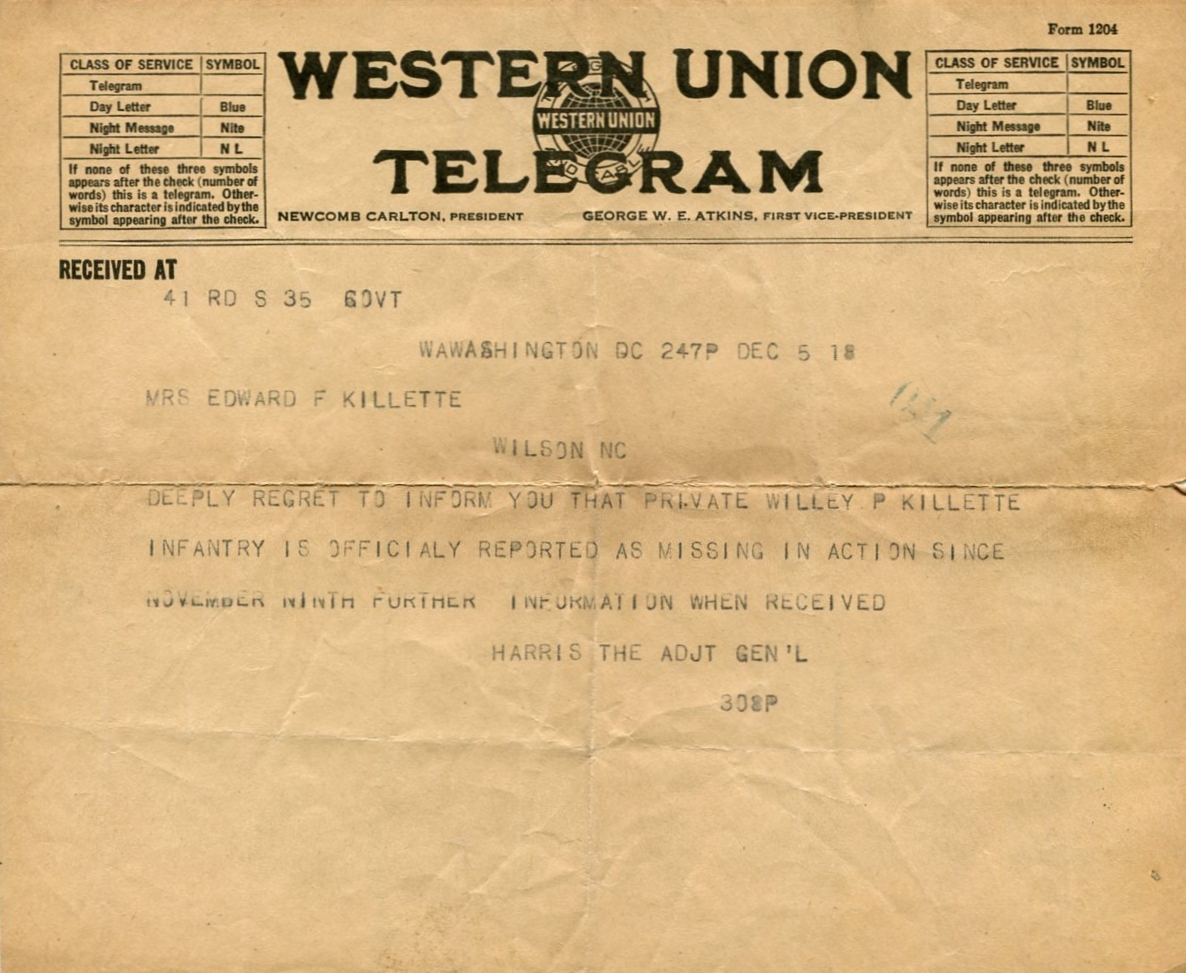 Form 1204
CLASS OF SERVICE SYMBOL
Telegram
Day Letter Blue
Night Message Nite
Night Letter N L
If none of these three symbols
appears after the check (number of
words) this is a telegram. Other-
wise its character is indicated by the
symbol appearing after the check.
WESTERN UNION
WESTERN UNION
TELEGRAM
NEWCOMB CARLTON, PRESIDENT GEORGE W. E. ATKINS, FIRST VICE-PRESIDENT
CLASS OF SERVICE SYMBOL
Telegram
Day Letter Blue
Night Message Nite
Night Letter N L
If none of these three symbols
appears after the check (number of
words) this is a telegram. Other-
wise its character is indicated by the
symbol appearing after the check.
RECEIVED AT
41 RD S 35 GOVT
WAWASHINGTON DC 247P DEC 5 18
MRS EDWARD F KILLETTE
WILSON NC
DEEPLY REGRET TO INFORM YOU THAT PRIVATE WILLEY P KILLETTE
INFANTRY IS OFFICIALY REPORTED AS MISSING IN ACTION SINCE
NOVEMBER NINTH FURTHER INFORMATION WHEN RECEIVED
HARRIS THE ADJT GEN'L
308P